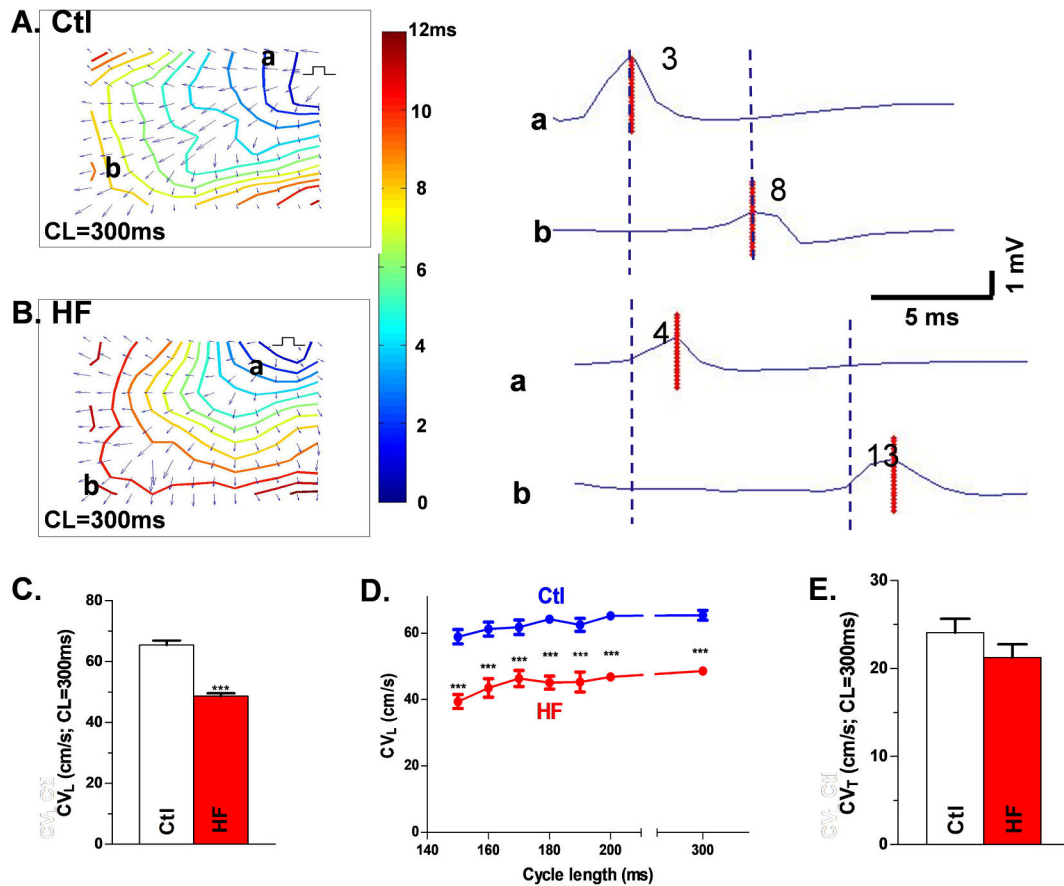 A. Ctl
a
b
CL=300ms
B. HF
a
b
CL=300ms
12ms
10
8
6
4
2
0
3
a
8
b
1 mV
5 ms
4
a
13
b
C.
80
60
40
20
0
CVL (cm/s; CL=300ms)
CVL Ctl
Ctl
***
HF
D.
CVL (cm/s)
60
40
20
0
Ctl
*** *** *** *** *** *** ***
HF
140 160 180 200 300
Cycle length (ms)
E.
30
20
10
0
CVT (cm/s; CL=300ms)
Ctl
HF